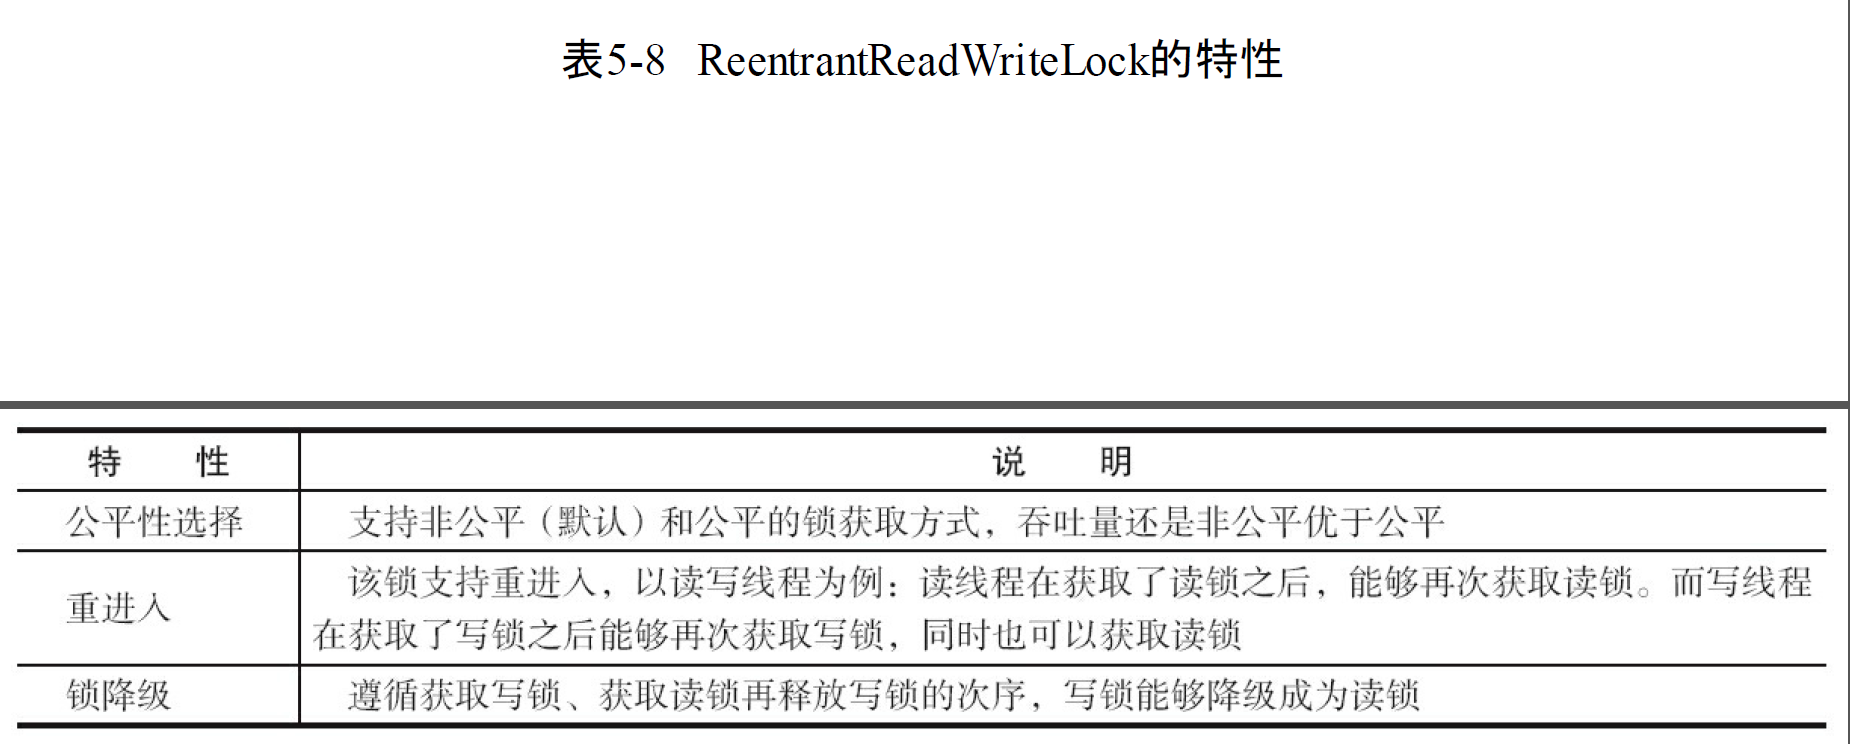 表5-8 ReentrantReadWriteLock的特性
特 性
说 明
公平性选择
支持非公平（默认）和公平的锁获取方式，吞吐量还是非公平优于公平
重进入
该锁支持重进入，以读写线程为例：读线程在获取了读锁之后，能够再次获取读锁。而写线程
在获取了写锁之后能够再次获取写锁，同时也可以获取读锁
锁降级
遵循获取写锁、获取读锁再释放写锁的次序，写锁能够降级成为读锁